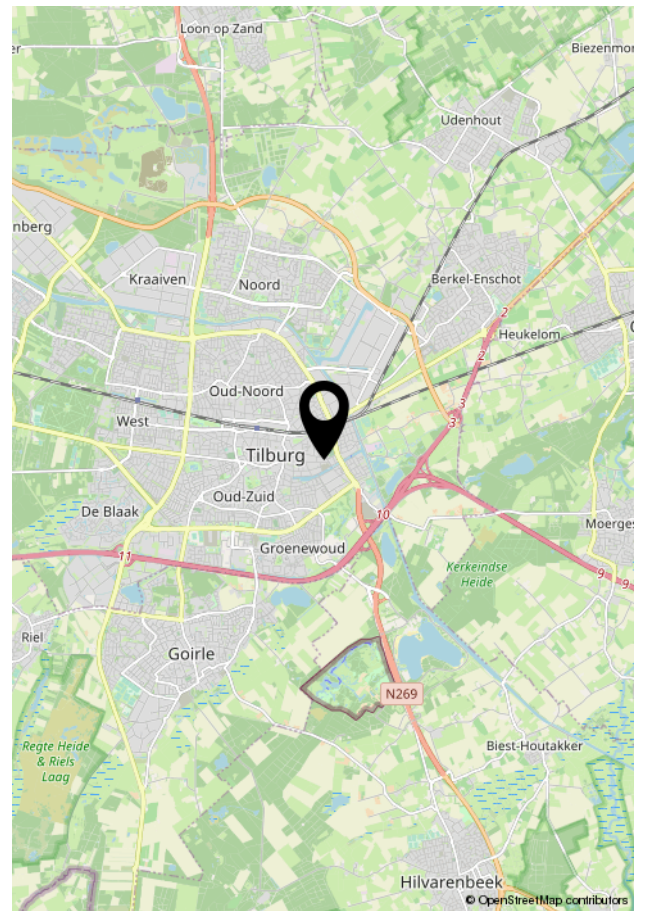 Loon op Zand
er
Biezenmor
Udenhout
nberg
Kraaiven
Noord
Berkel-Enschot
2
Heukelom
2
Oud-Noord
3
West
3
Tilburg
Oud-Zuid
De Blaak
10
Moerges
Groenewoud
11
Kerkeindse
Heide
9
9
Riel
Goirle
N269
Regte Heide
& Riels
Laag
Biest-Houtakker
Hilvarenbeek
© OpenStreetMap contributors